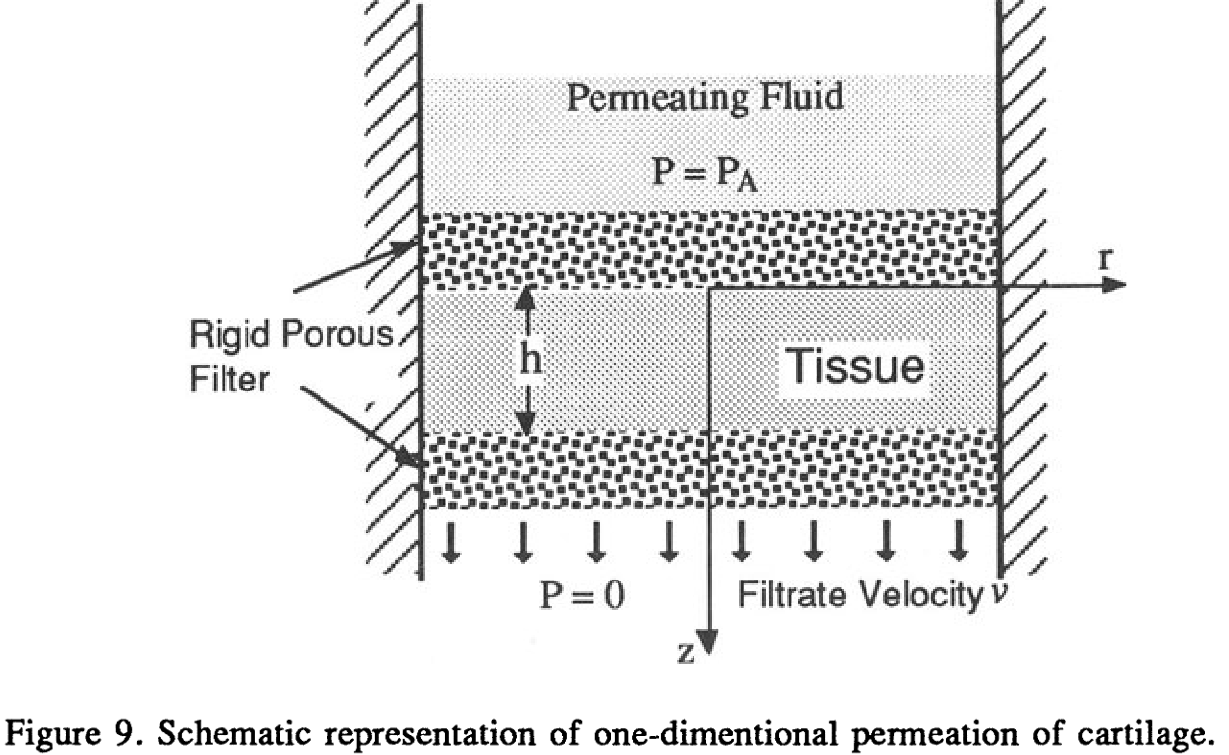 Permeating Fluid
P = PA
r
Rigid Porous
Filter
h
Tissue
P = 0
Filtrate Velocity v
z
Figure 9. Schematic representation of one-dimentional permeation of cartilage.